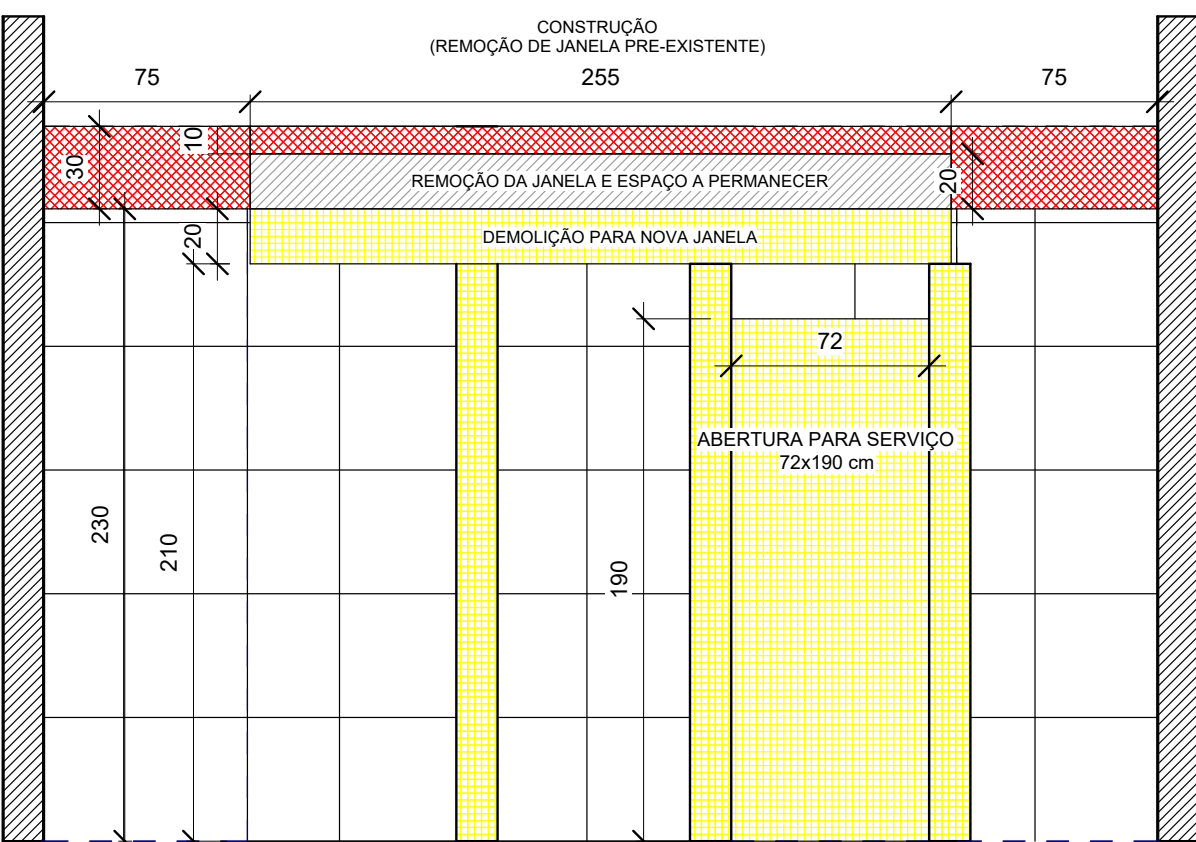 CONSTRUÇÃO
(REMOÇÃO DE JANELA PRE-EXISTENTE)
75
255
75
10
30
REMOÇÃO DA JANELA E ESPAÇO A PERMANECER
20
20
DEMOLIÇÃO PARA NOVA JANELA
72
ABERTURA PARA SERVIÇO
72x190 cm
230
210
190